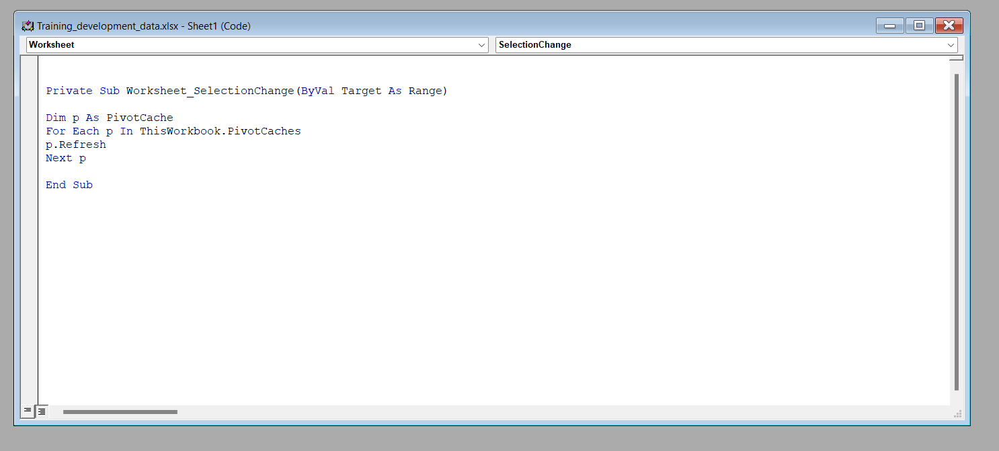 Training_development_data.xlsx - Sheet1 (Code)
Worksheet
SelectionChange
Private Sub Worksheet_SelectionChange(ByVal Target As Range)
Dim p As PivotCache
For Each p In ThisWorkbook.PivotCaches
p.Refresh
Next p
End Sub